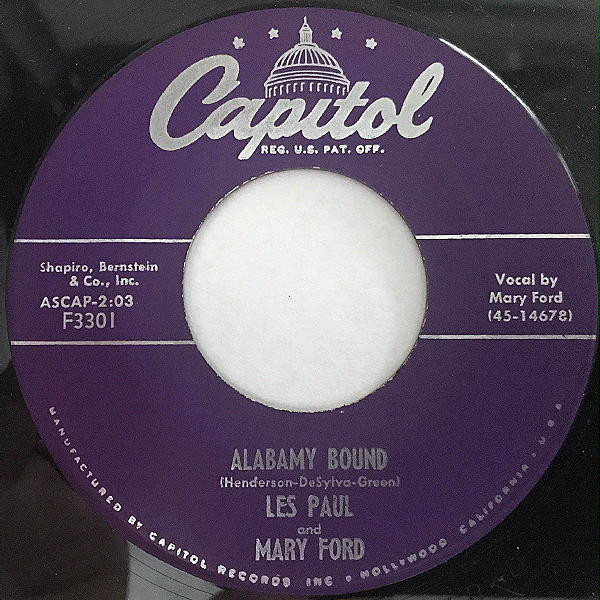 Capitol
REG. U.S. PAT. OFF.
Shapiro, Bernstein
& Co., Inc.
ASCAP-2:03
F3301
Vocal by
Mary Ford
(45-14678)
ALABAMY BOUND
(Henderson-DeSylva-Green)
LES PAUL
and
MARY FORD
MANUFACTURED BY CAPITOL RECORDS INC • HOLLYWOOD CALIFORNIA • U S A